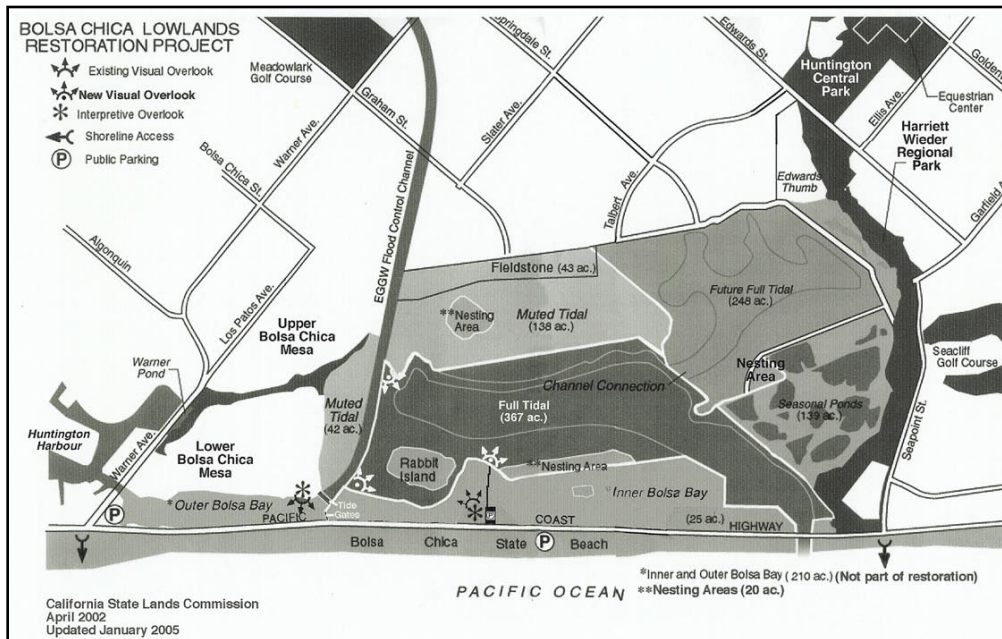 BOLSA CHICA LOWLANDS
RESTORATION PROJECT
Existing Visual Overlook
New Visual Overlook
Interpretive Overlook
Shoreline Access
P Public Parking
Meadowlark
Golf Course
Springdale St.
Edwards St.
Huntington
Central
Park
Goldenw
Equestrian
Center
Ellis Ave.
Harriett
Wieder
Regional
Park
Garfield A
Graham St.
Slater Ave.
Warner Ave.
Bolsa Chica St.
EGGW Flood Control Channel
Talbert Ave.
Edwards
Thumb
Algonquin
Los Patos Ave.
Fieldstone (43 ac.)
Future Full Tidal
(248 ac.)
**Nesting
Area
Muted Tidal
(138 ac.)
Upper
Bolsa Chica
Mesa
Warner
Pond
Nesting
Area
Seacliff
Golf Course
Channel Connection
Muted
Tidal
(42 ac.)
Full Tidal
(367 ac.)
Seasonal Ponds
(139 ac.)
Seapoint St.
Huntington
Harbour
Warner Ave.
Lower
Bolsa Chica
Mesa
Rabbit
Island
**Nesting Area
*Outer Bolsa Bay
*Inner Bolsa Bay
Tide
Gates
P
P
(25 ac.)
PACIFIC COAST HIGHWAY
Bolsa Chica State P Beach
PACIFIC OCEAN
*Inner and Outer Bolsa Bay (210 ac.) (Not part of restoration)
**Nesting Areas (20 ac.)
California State Lands Commission
April 2002
Updated January 2005